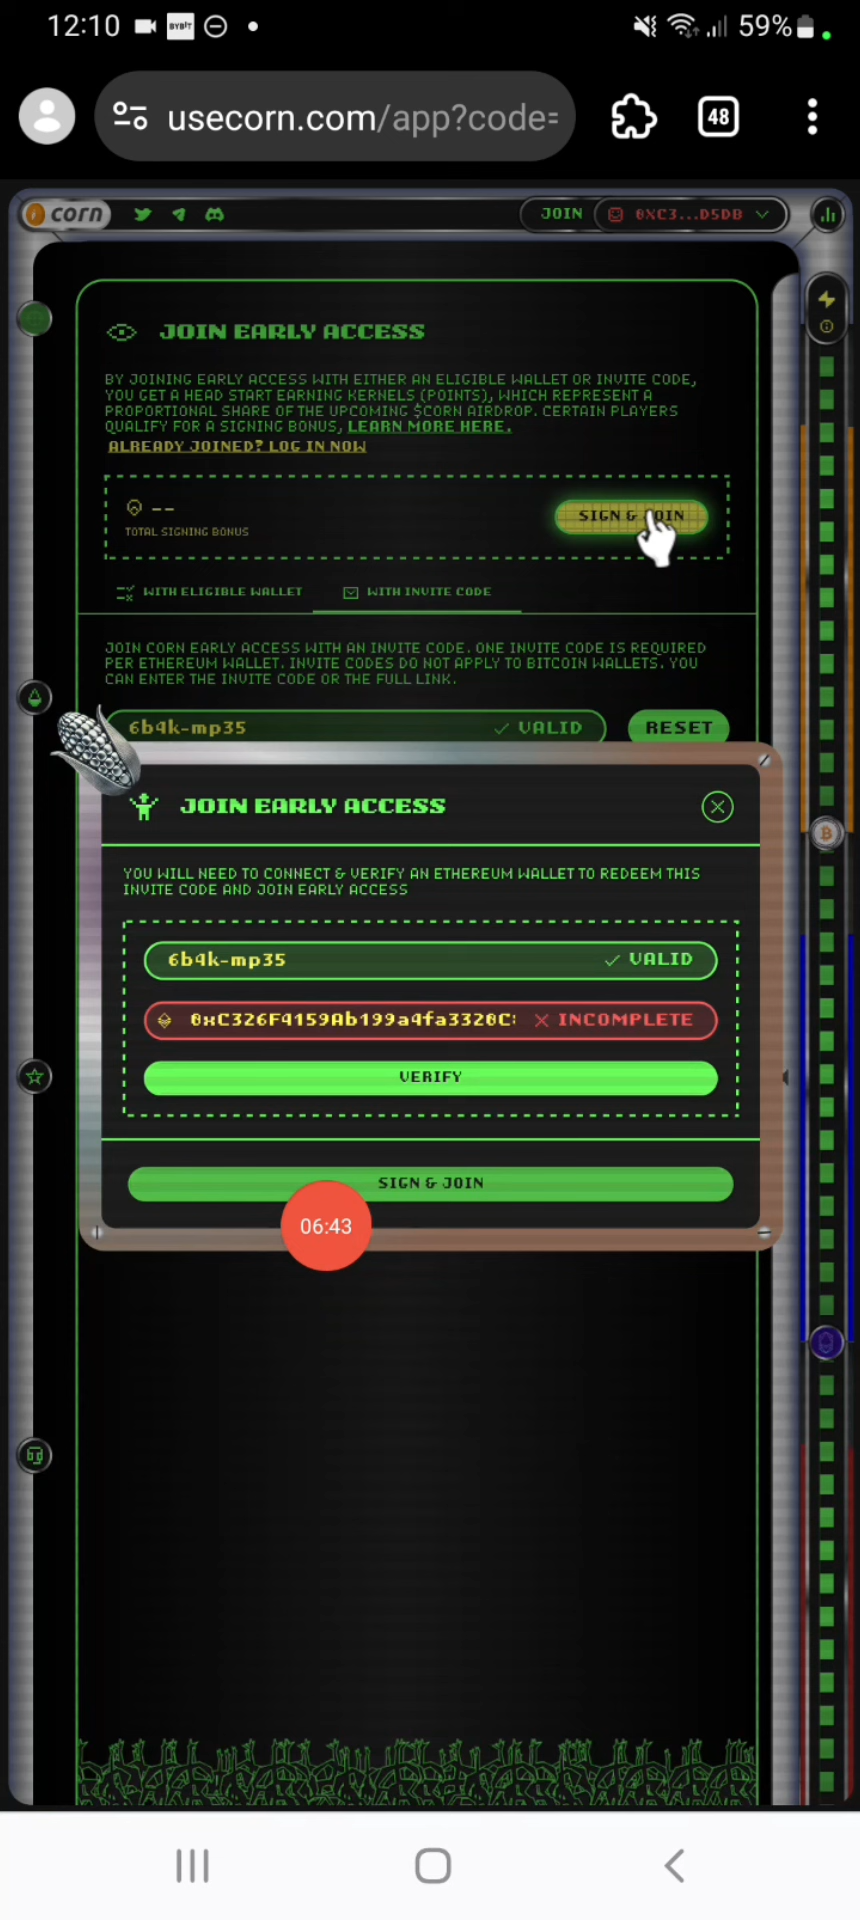 12:10
BYBIT
59%
usecorn.com/app?code=
48
corn
JOIN
0XC3...D5DB
JOIN EARLY ACCESS
BY JOINING EARLY ACCESS WITH EITHER AN ELIGIBLE WALLET OR INVITE CODE,
YOU GET A HEAD START EARNING KERNELS (POINTS), WHICH REPRESENT A
PROPORTIONAL SHARE OF THE UPCOMING $CORN AIRDROP. CERTAIN PLAYERS
QUALIFY FOR A SIGNING BONUS, LEARN MORE HERE.
ALREADY JOINED? LOG IN NOW
--
TOTAL SIGNING BONUS
SIGN & JOIN
WITH ELIGIBLE WALLET
WITH INVITE CODE
JOIN CORN EARLY ACCESS WITH AN INVITE CODE. ONE INVITE CODE IS REQUIRED
PER ETHEREUM WALLET. INVITE CODES DO NOT APPLY TO BITCOIN WALLETS. YOU
CAN ENTER THE INVITE CODE OR THE FULL LINK.
6b4k-mp35
VALID
RESET
JOIN EARLY ACCESS
YOU WILL NEED TO CONNECT & VERIFY AN ETHEREUM WALLET TO REDEEM THIS
INVITE CODE AND JOIN EARLY ACCESS
6b4k-mp35
VALID
0xC326F4159Ab199a4fa3320C
INCOMPLETE
VERIFY
SIGN & JOIN
06:43